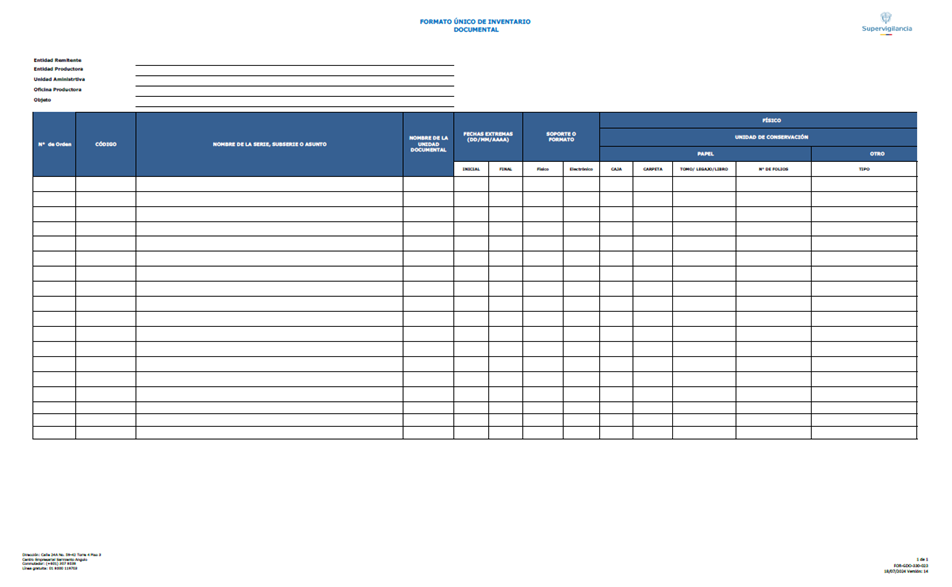 FORMATO ÚNICO DE INVENTARIO
DOCUMENTAL
Supervigilancia
Entidad Remitente
Entidad Productora
Unidad Aministritiva
Oficina Productora
Objeto
N° de Orden
CÓDIGO
NOMBRE DE LA SERIE, SUBSERIE O ASUNTO
NOMBRE DE LA
UNIDAD
DOCUMENTAL
FECHAS EXTREMAS
(DD/MM/AAAA)
SOPORTE O
FORMATO
FÍSICO
UNIDAD DE CONSERVACIÓN
PAPEL
OTRO
INICIAL
FINAL
Físico
Electrónico
CAJA
CARPETA
TOMO/ LEGAJO/LIBRO
N° DE FOLIOS
TIPO
Dirección: Calle 24A No. 59-41 Torre 4 Piso 3
Centro Empresarial Sarmiento Angulo
Conmutador: (+601) 307 8038
Línea gratuita: 01 8000 119703
1 de 1
FOR-GDO-330-023
18/07/2024 Versión: 14